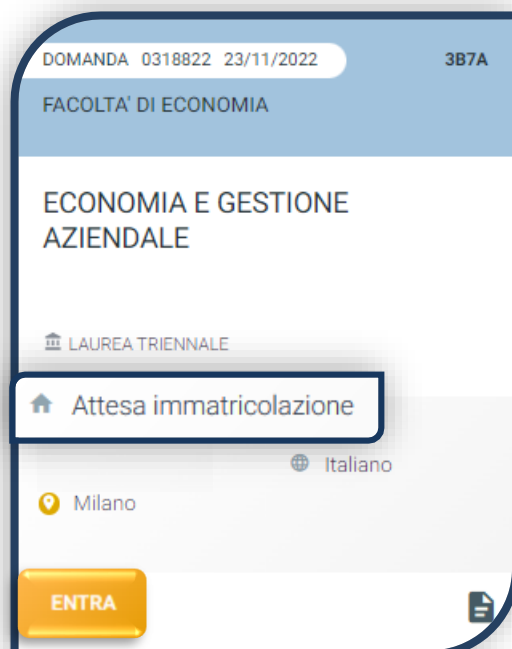 DOMANDA 0318822 23/11/2022 3B7A
FACOLTA' DI ECONOMIA
ECONOMIA E GESTIONE
AZIENDALE
LAUREA TRIENNALE
Attesa immatricolazione
Italiano
Milano
ENTRA